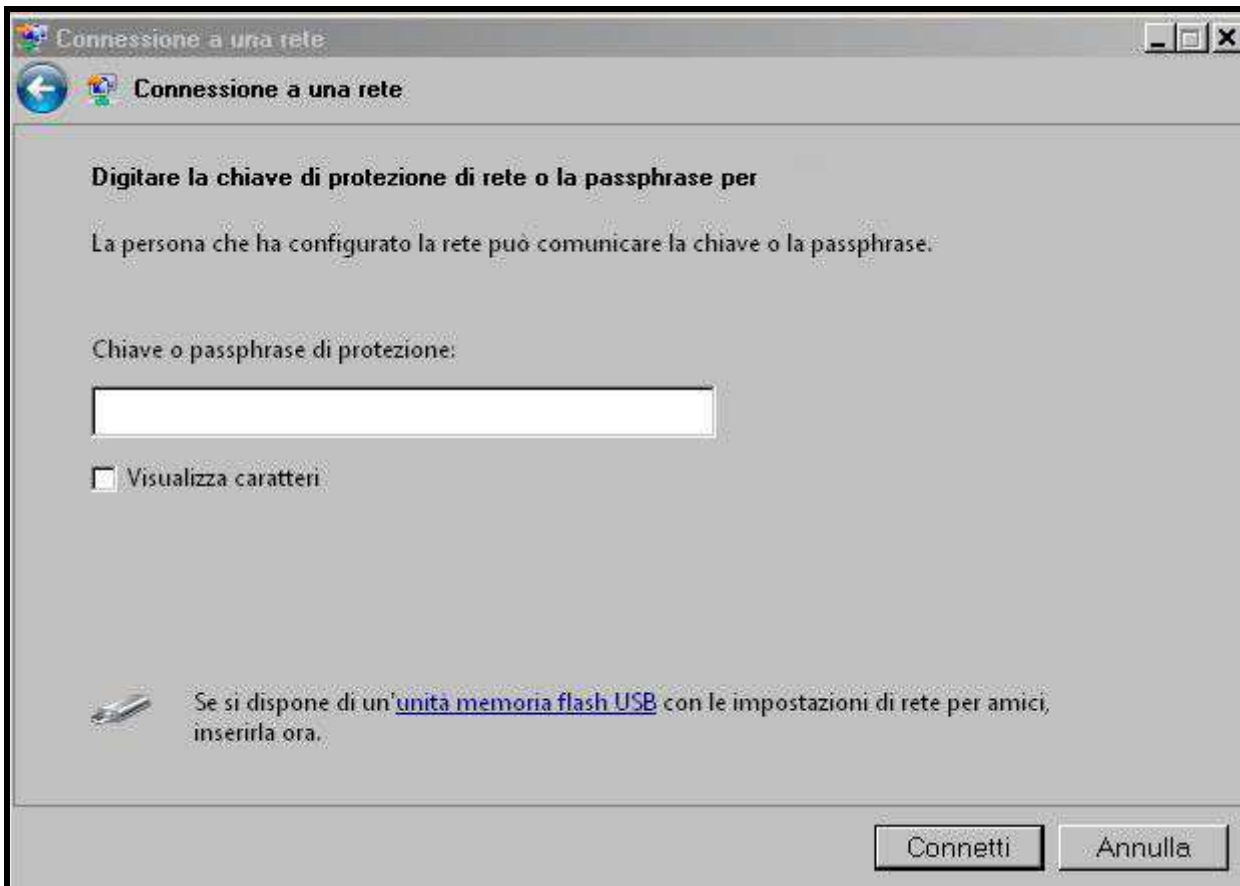 Connessione a una rete
Connessione a una rete
Digitare la chiave di protezione di rete o la passphrase per
La persona che ha configurato la rete può comunicare la chiave o la passphrase.
Chiave o passphrase di protezione:
Visualizza caratteri
Se si dispone di un'unità memoria flash USB con le impostazioni di rete per amici,
inserirla ora.
Connetti Annulla